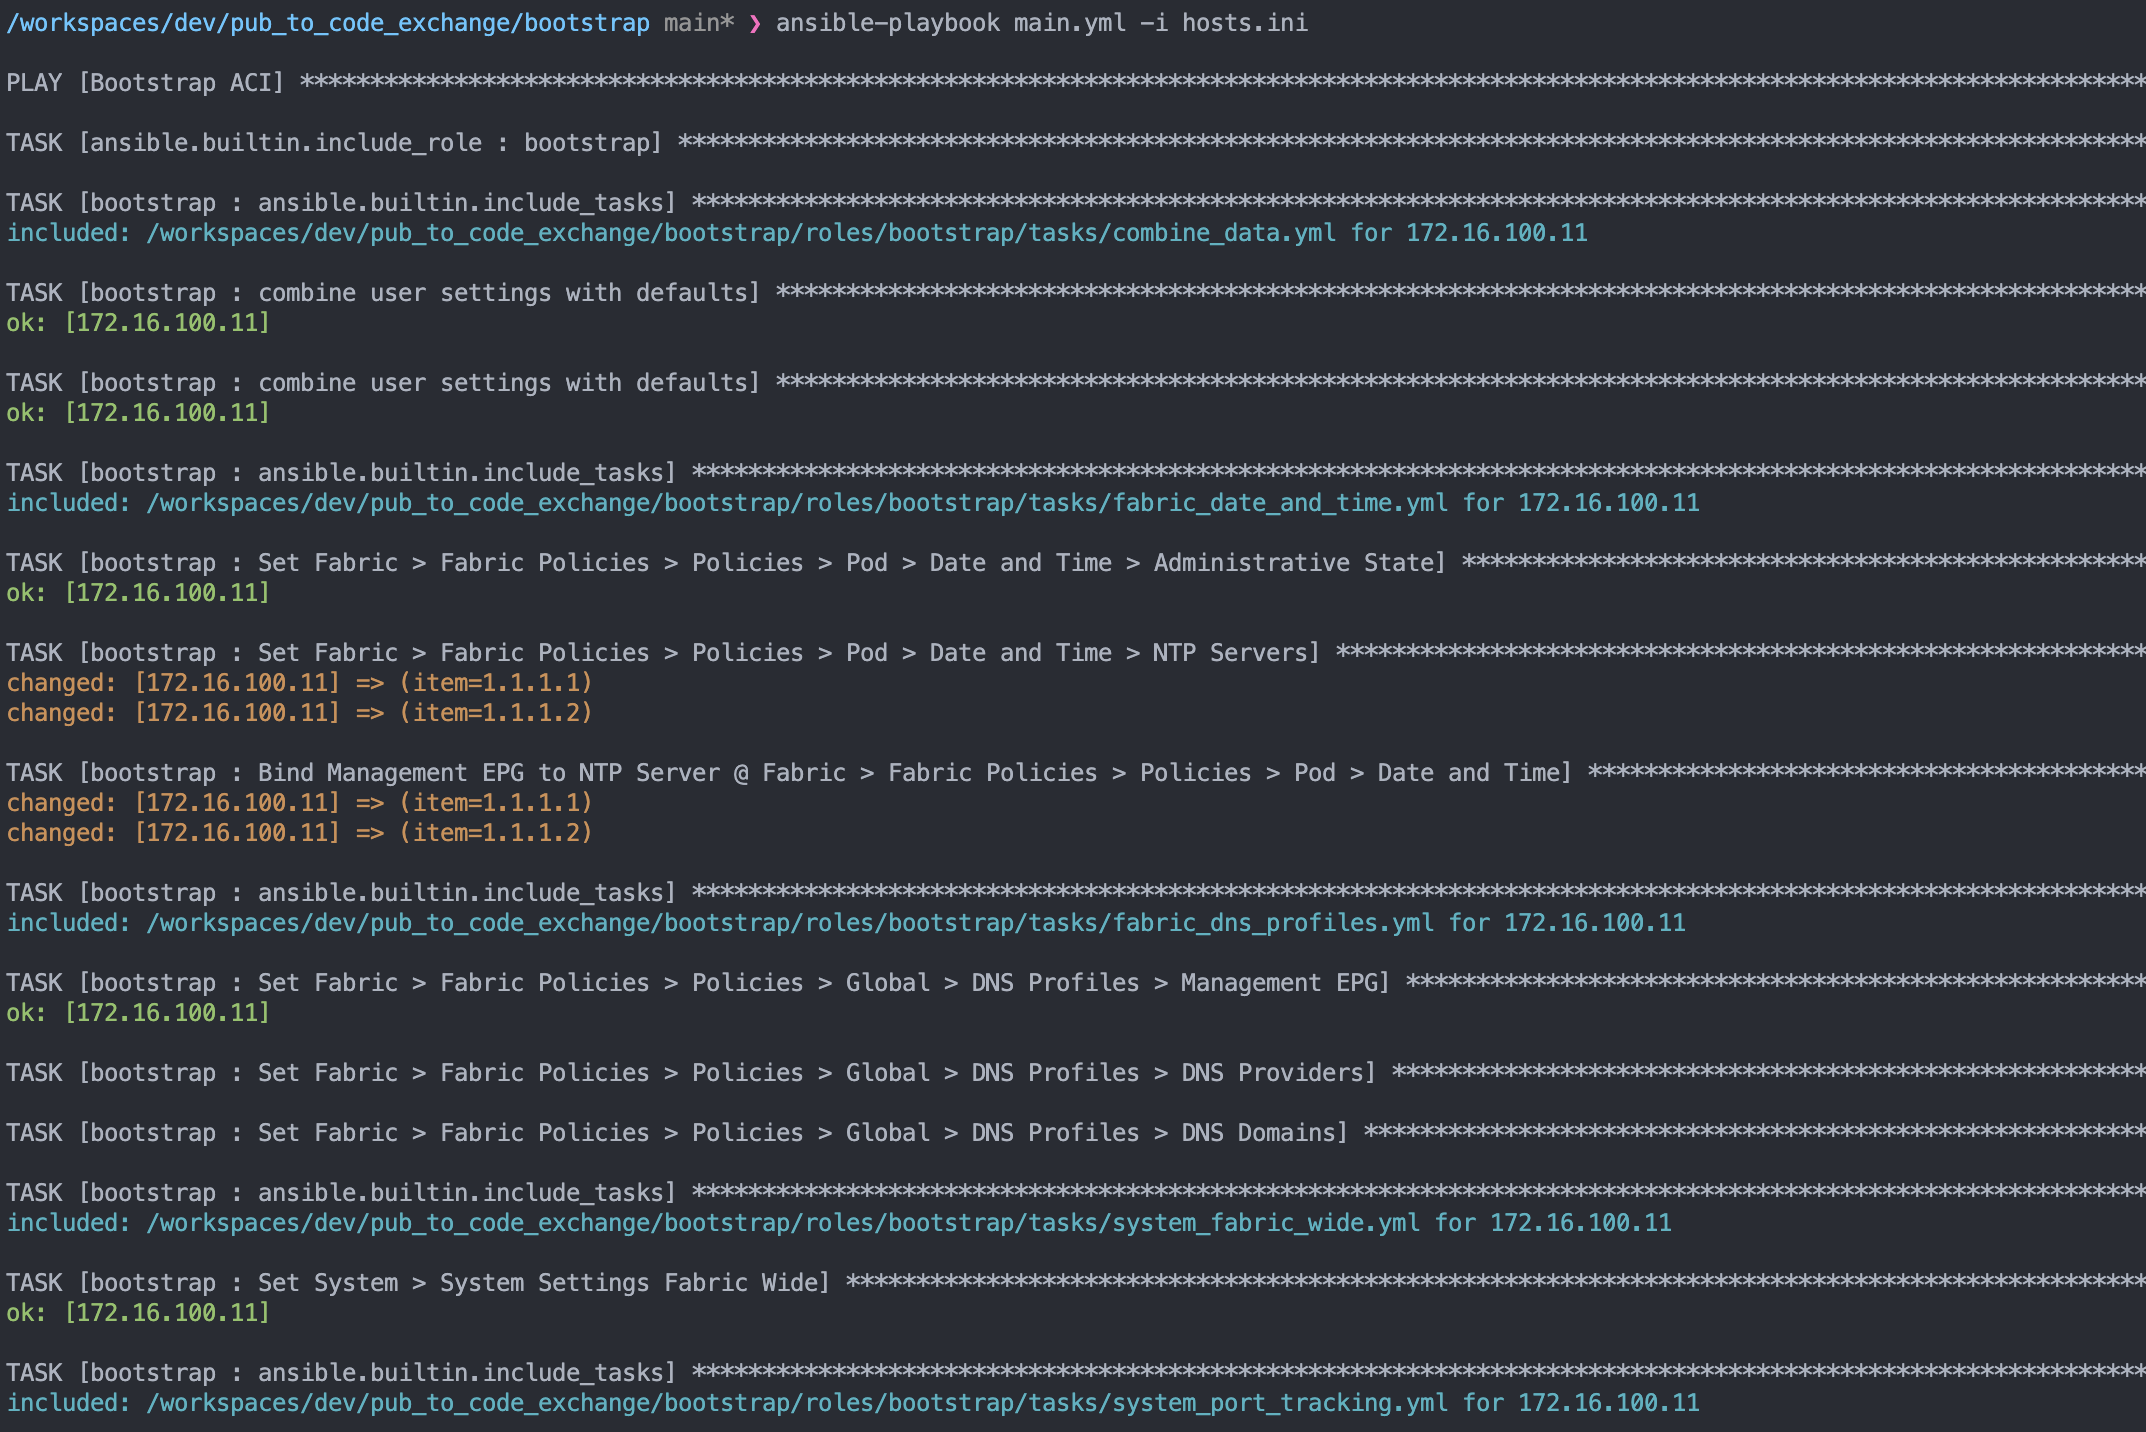 /workspaces/dev/pub_to_code_exchange/bootstrap main* ❯ ansible-playbook main.yml -i hosts.ini
PLAY [Bootstrap ACI] ************************************************************************************************************************************
TASK [ansible.builtin.include_role : bootstrap] *********************************************************************************************************
TASK [bootstrap : ansible.builtin.include_tasks] ********************************************************************************************************
included: /workspaces/dev/pub_to_code_exchange/bootstrap/roles/bootstrap/tasks/combine_data.yml for 172.16.100.11
TASK [bootstrap : combine user settings with defaults] **************************************************************************************************
ok: [172.16.100.11]
TASK [bootstrap : combine user settings with defaults] **************************************************************************************************
ok: [172.16.100.11]
TASK [bootstrap : ansible.builtin.include_tasks] ********************************************************************************************************
included: /workspaces/dev/pub_to_code_exchange/bootstrap/roles/bootstrap/tasks/fabric_date_and_time.yml for 172.16.100.11
TASK [bootstrap : Set Fabric > Fabric Policies > Policies > Pod > Date and Time > Administrative State] *************************************************
ok: [172.16.100.11]
TASK [bootstrap : Set Fabric > Fabric Policies > Policies > Pod > Date and Time > NTP Servers] **********************************************************
changed: [172.16.100.11] => (item=1.1.1.1)
changed: [172.16.100.11] => (item=1.1.1.2)
TASK [bootstrap : Bind Management EPG to NTP Server @ Fabric > Fabric Policies > Policies > Pod > Date and Time] ****************************************
changed: [172.16.100.11] => (item=1.1.1.1)
changed: [172.16.100.11] => (item=1.1.1.2)
TASK [bootstrap : ansible.builtin.include_tasks] ********************************************************************************************************
included: /workspaces/dev/pub_to_code_exchange/bootstrap/roles/bootstrap/tasks/fabric_dns_profiles.yml for 172.16.100.11
TASK [bootstrap : Set Fabric > Fabric Policies > Policies > Global > DNS Profiles > Management EPG] *****************************************************
ok: [172.16.100.11]
TASK [bootstrap : Set Fabric > Fabric Policies > Policies > Global > DNS Profiles > DNS Providers] ******************************************************
TASK [bootstrap : Set Fabric > Fabric Policies > Policies > Global > DNS Profiles > DNS Domains] ********************************************************
TASK [bootstrap : ansible.builtin.include_tasks] ********************************************************************************************************
included: /workspaces/dev/pub_to_code_exchange/bootstrap/roles/bootstrap/tasks/system_fabric_wide.yml for 172.16.100.11
TASK [bootstrap : Set System > System Settings Fabric Wide] *********************************************************************************************
ok: [172.16.100.11]
TASK [bootstrap : ansible.builtin.include_tasks] ********************************************************************************************************
included: /workspaces/dev/pub_to_code_exchange/bootstrap/roles/bootstrap/tasks/system_port_tracking.yml for 172.16.100.11